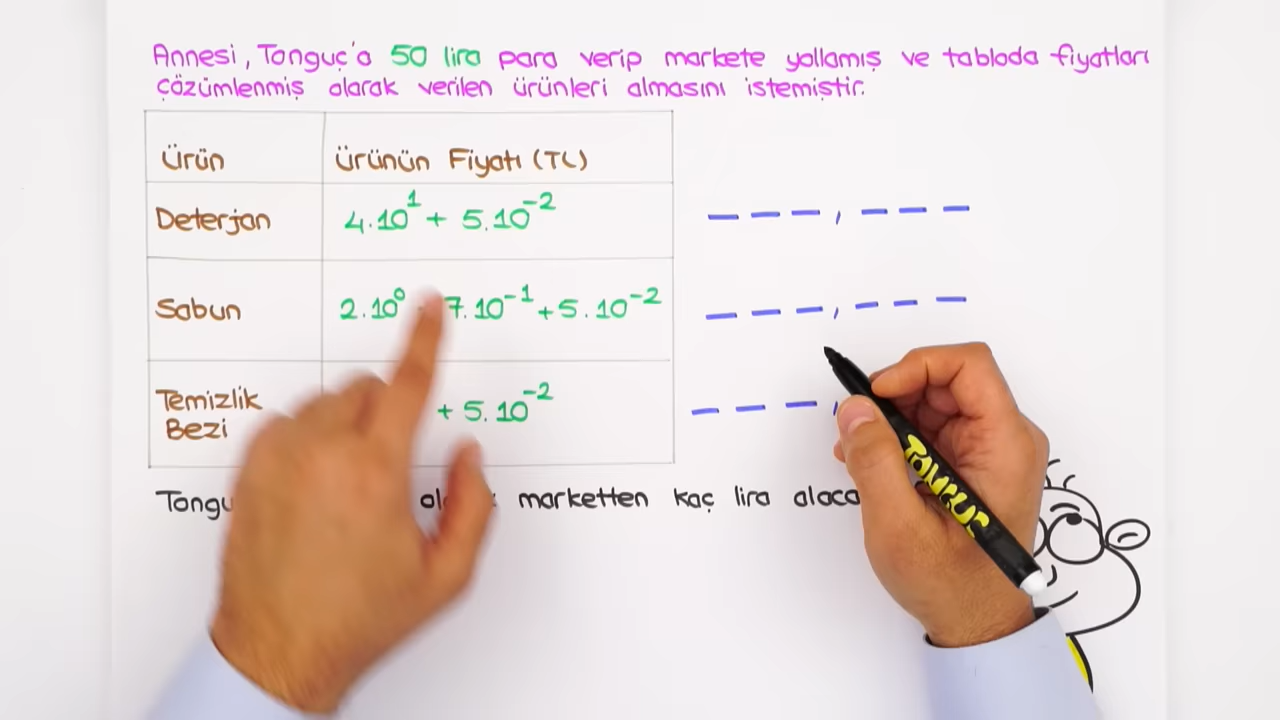 Annesi, Tonguç'a 50 lira para verip markete yollamış ve tabloda fiyatları
çözümlenmiş olarak verilen ürünleri almasını istemiştir.
Ürün Ürünün Fiyatı (TL)
Deterjan 4.10¹ + 5.10⁻² _ _ _ , _ _ _
Sabun 2.10⁰ 7.10⁻¹ + 5.10⁻² _ _ _ , _ _ _
Temizlik
Bezi + 5.10⁻² _ _ _ ,
marketten kaç lira
TONGUÇ